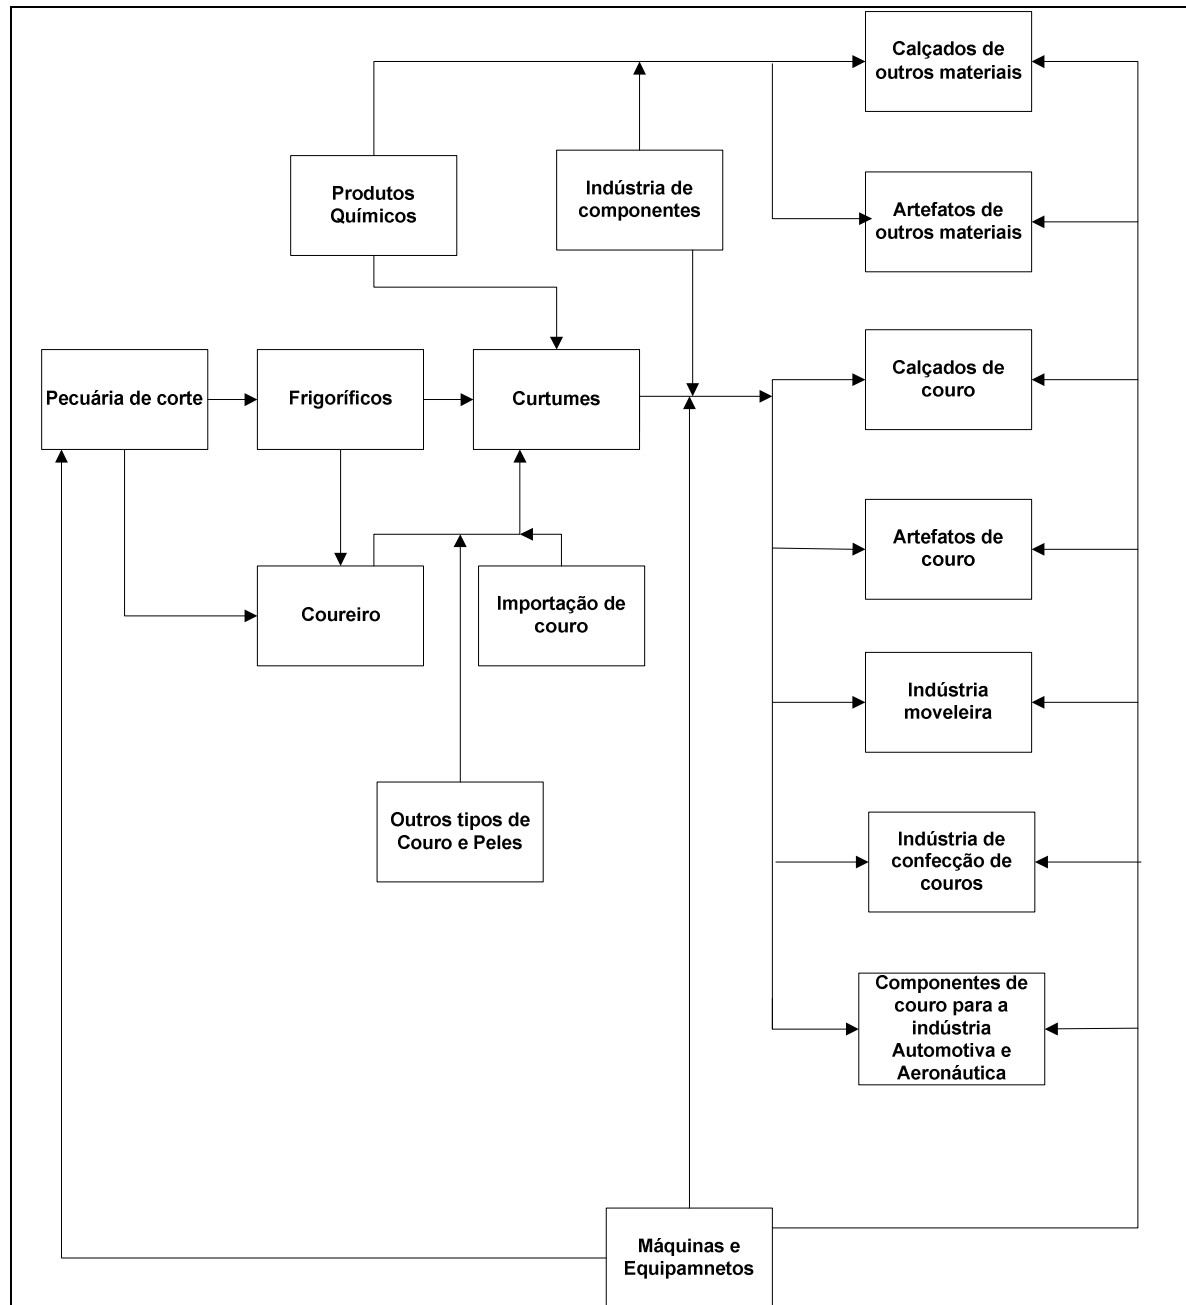 Calçados de
outros materiais
Produtos
Químicos
Indústria de
componentes
Artefatos de
outros materiais
Pecuária de corte
Frigoríficos
Curtumes
Calçados de
couro
Artefatos de
couro
Coureiro
Importação de
couro
Indústria
moveleira
Outros tipos de
Couro e Peles
Indústria de
confecção de
couros
Componentes de
couro para a
indústria
Automotiva e
Aeronáutica
Máquinas e
Equipamnetos